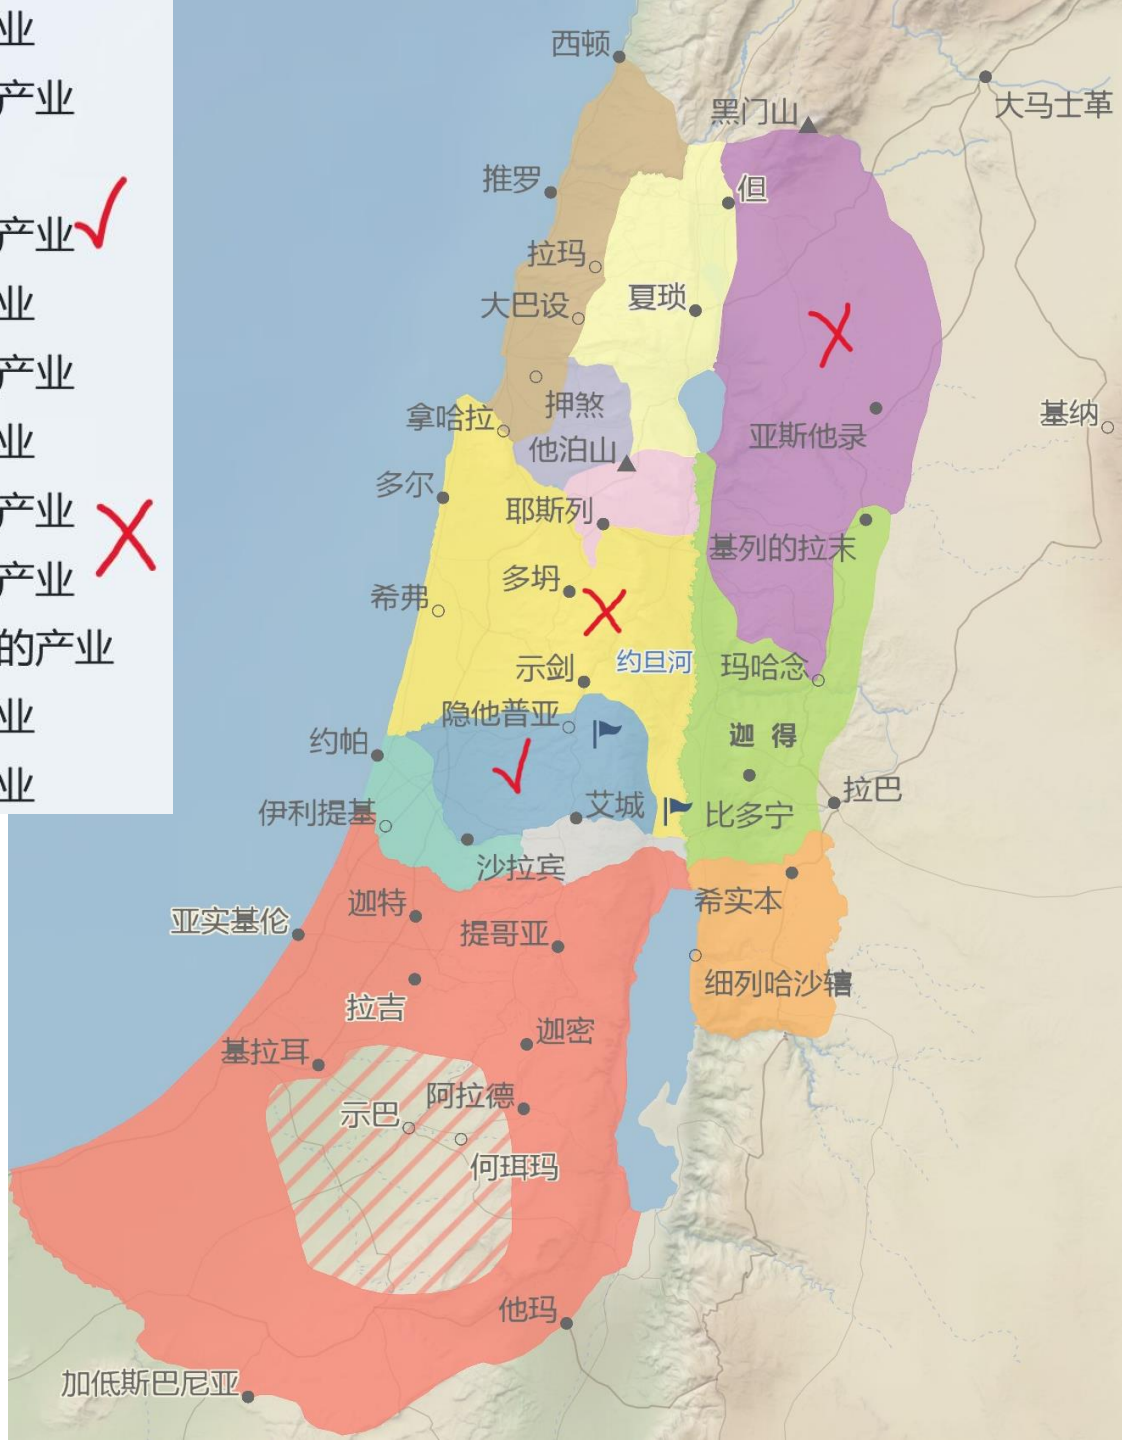 业
产业
产业
业
产业
业
产业
产业
的产业
业
业
西顿
大马士革
黑门山
推罗
但
拉玛
夏琐
大巴设
押煞
拿哈拉
基纳
他泊山
亚斯他录
多尔
耶斯列
基列的拉末
多坍
希弗
示剑
约旦河
玛哈念
隐他普亚
约帕
迦得
拉巴
伊利提基
艾城
比多宁
沙拉宾
迦特
希实本
亚实基伦
提哥亚
细列哈沙辖
拉吉
迦密
基拉耳
阿拉德
示巴
何珥玛
他玛
加低斯巴尼亚